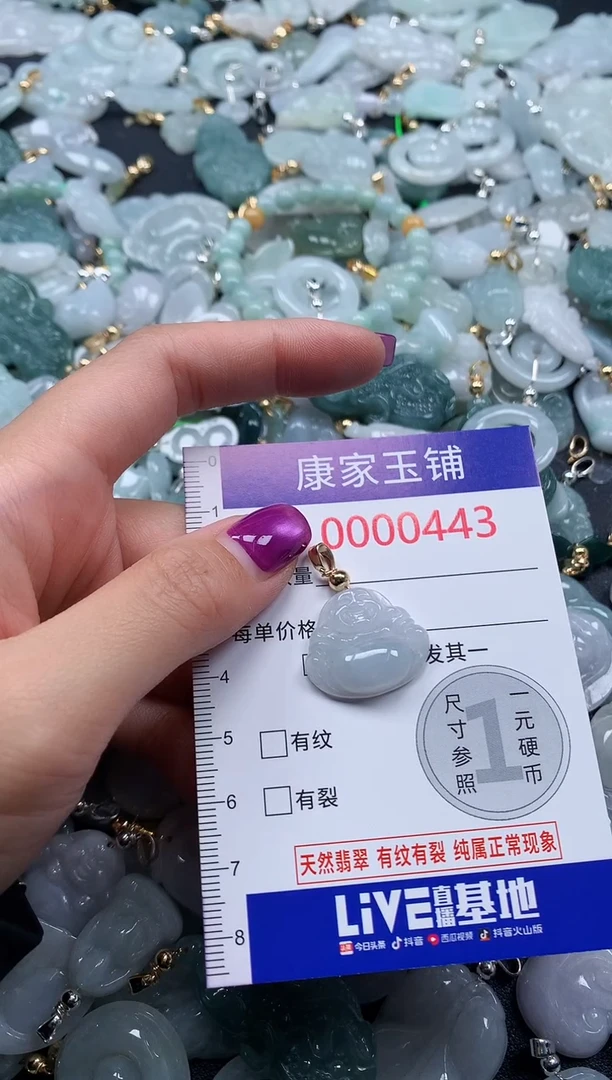 康家玉铺
0000443
量
每单价格
发其一
有纹
有裂
尺寸参照
1
一元硬币
天然翡翠 有纹有裂 纯属正常现象
LiVE直播基地
今日头条 抖音 西瓜视频 抖音火山版
0
1
4
5
6
7
8